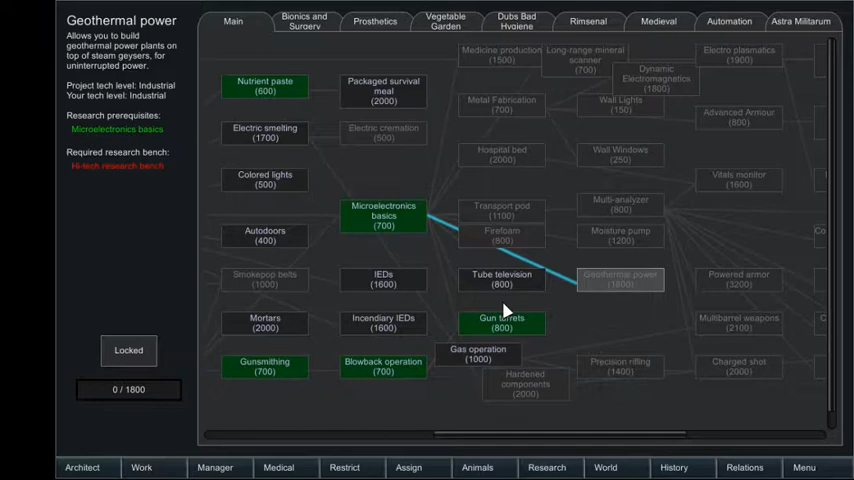 Geothermal power
Allows you to build
geothermal power plants on
top of steam geysers, for
uninterrupted power.
Project tech level: Industrial
Your tech level: Industrial
Research prerequisites:
Microelectronics basics
Required research bench:
Hi-tech research bench
Locked
0 / 1800
Main
Bionics and
Surgery
Prosthetics
Vegetable
Garden
Dubs Bad
Hygiene
Rimsenal
Medieval
Automation
Astra Militarum
Nutrient paste
(600)
Electric smelting
(1700)
Colored lights
(500)
Autodoors
(400)
Smokepop belts
(1000)
Mortars
(2000)
Gunsmithing
(700)
Packaged survival
meal
(2000)
Electric cremation
(500)
Microelectronics
basics
(700)
IEDs
(1600)
Incendiary IEDs
(1600)
Blowback operation
(700)
Medicine production
(1500)
Metal Fabrication
(700)
Hospital bed
(2000)
Transport pod
(1100)
Firefoam
(800)
Tube television
(800)
Gun turrets
(800)
Gas operation
(1000)
Hardened
components
(2000)
Long-range mineral
scanner
(700)
Dynamic
Electromagnetics
(1800)
Wall Lights
(150)
Wall Windows
(250)
Multi-analyzer
(800)
Moisture pump
(1200)
Geothermal power
(1800)
Precision rifling
(1400)
Electro plasmatics
(1900)
Advanced Armour
(800)
Vitals monitor
(1600)
Powered armor
(3200)
Multibarrel weapons
(2100)
Charged shot
(2000)
Architect
Work
Manager
Medical
Restrict
Assign
Animals
Research
World
History
Relations
Menu